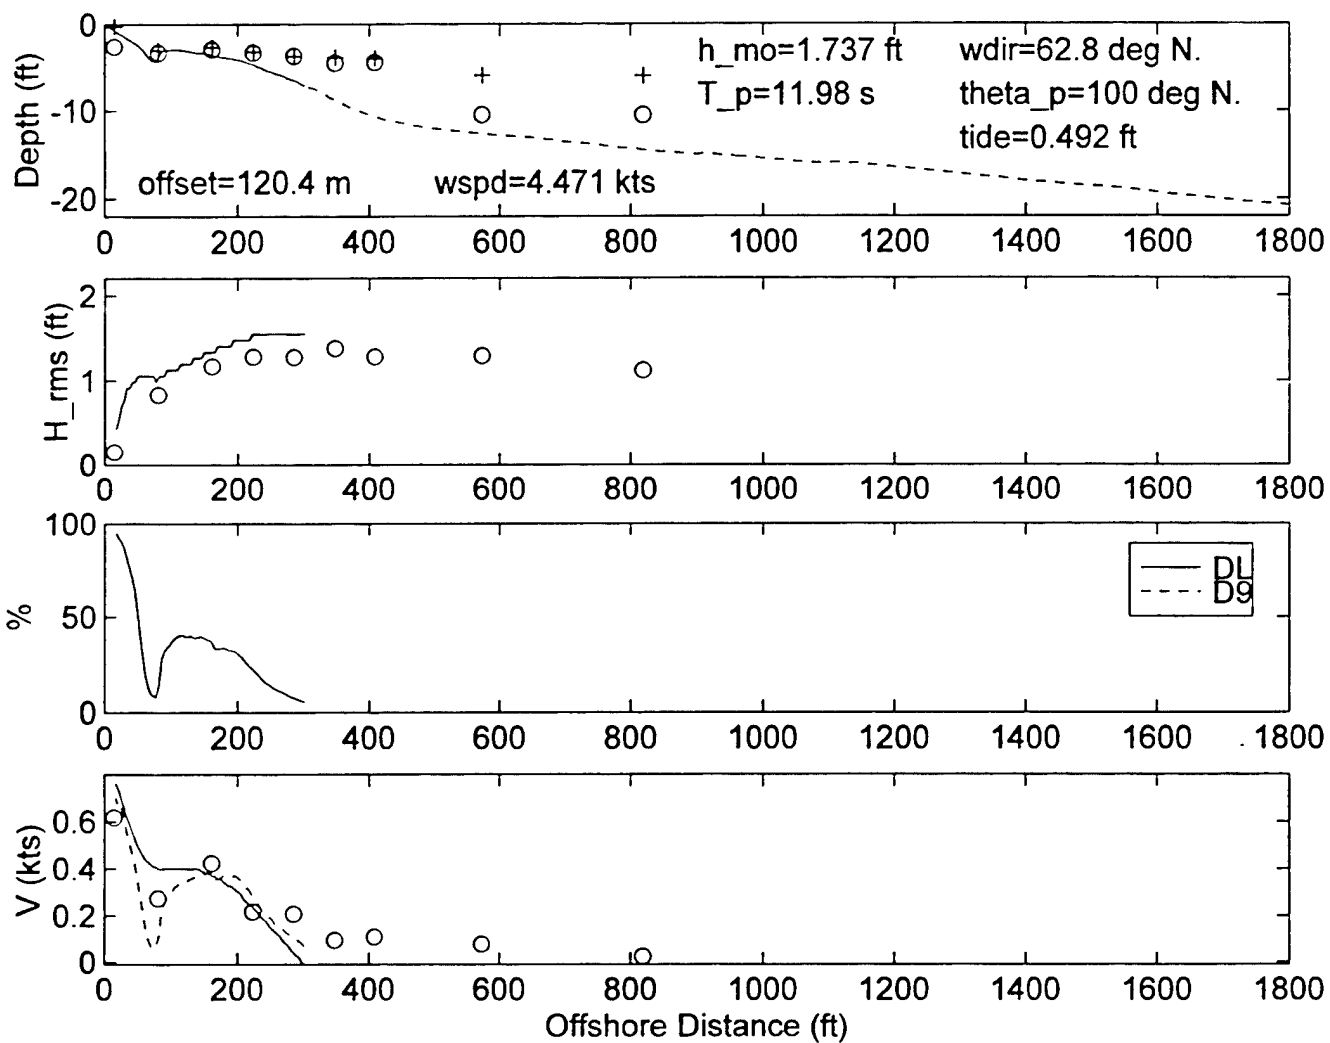 0
-10
-20
Depth (ft)
h_mo=1.737 ft
wdir=62.8 deg N.
T_p=11.98 s
theta_p=100 deg N.
tide=0.492 ft
offset=120.4 m
wspd=4.471 kts
0 200 400 600 800 1000 1200 1400 1600 1800
2
1
0
H_rms (ft)
0 200 400 600 800 1000 1200 1400 1600 1800
100
50
0
%
DL
D9
0 200 400 600 800 1000 1200 1400 1600 1800
0.6
0.4
0.2
0
V (kts)
0 200 400 600 800 1000 1200 1400 1600 1800
Offshore Distance (ft)